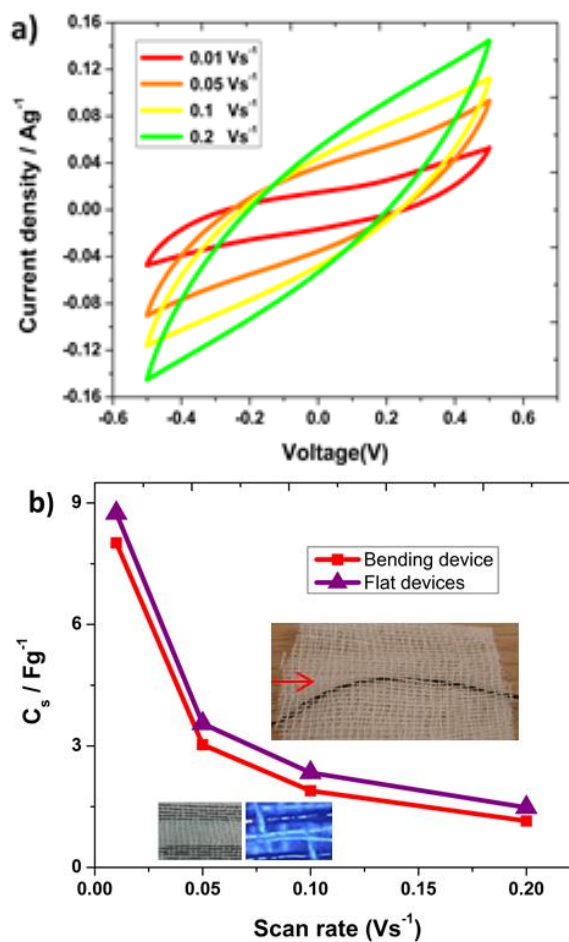 a)
0.16
0.12
0.08
0.04
0.00
-0.04
-0.08
-0.12
-0.16
Current density / Ag⁻¹
0.01 Vs⁻¹
0.05 Vs⁻¹
0.1 Vs⁻¹
0.2 Vs⁻¹
-0.6 -0.4 -0.2 0.0 0.2 0.4 0.6
Voltage(V)
b)
9
6
3
0
Cₛ / Fg⁻¹
Bending device
Flat devices
0.00 0.05 0.10 0.15 0.20
Scan rate (Vs⁻¹)